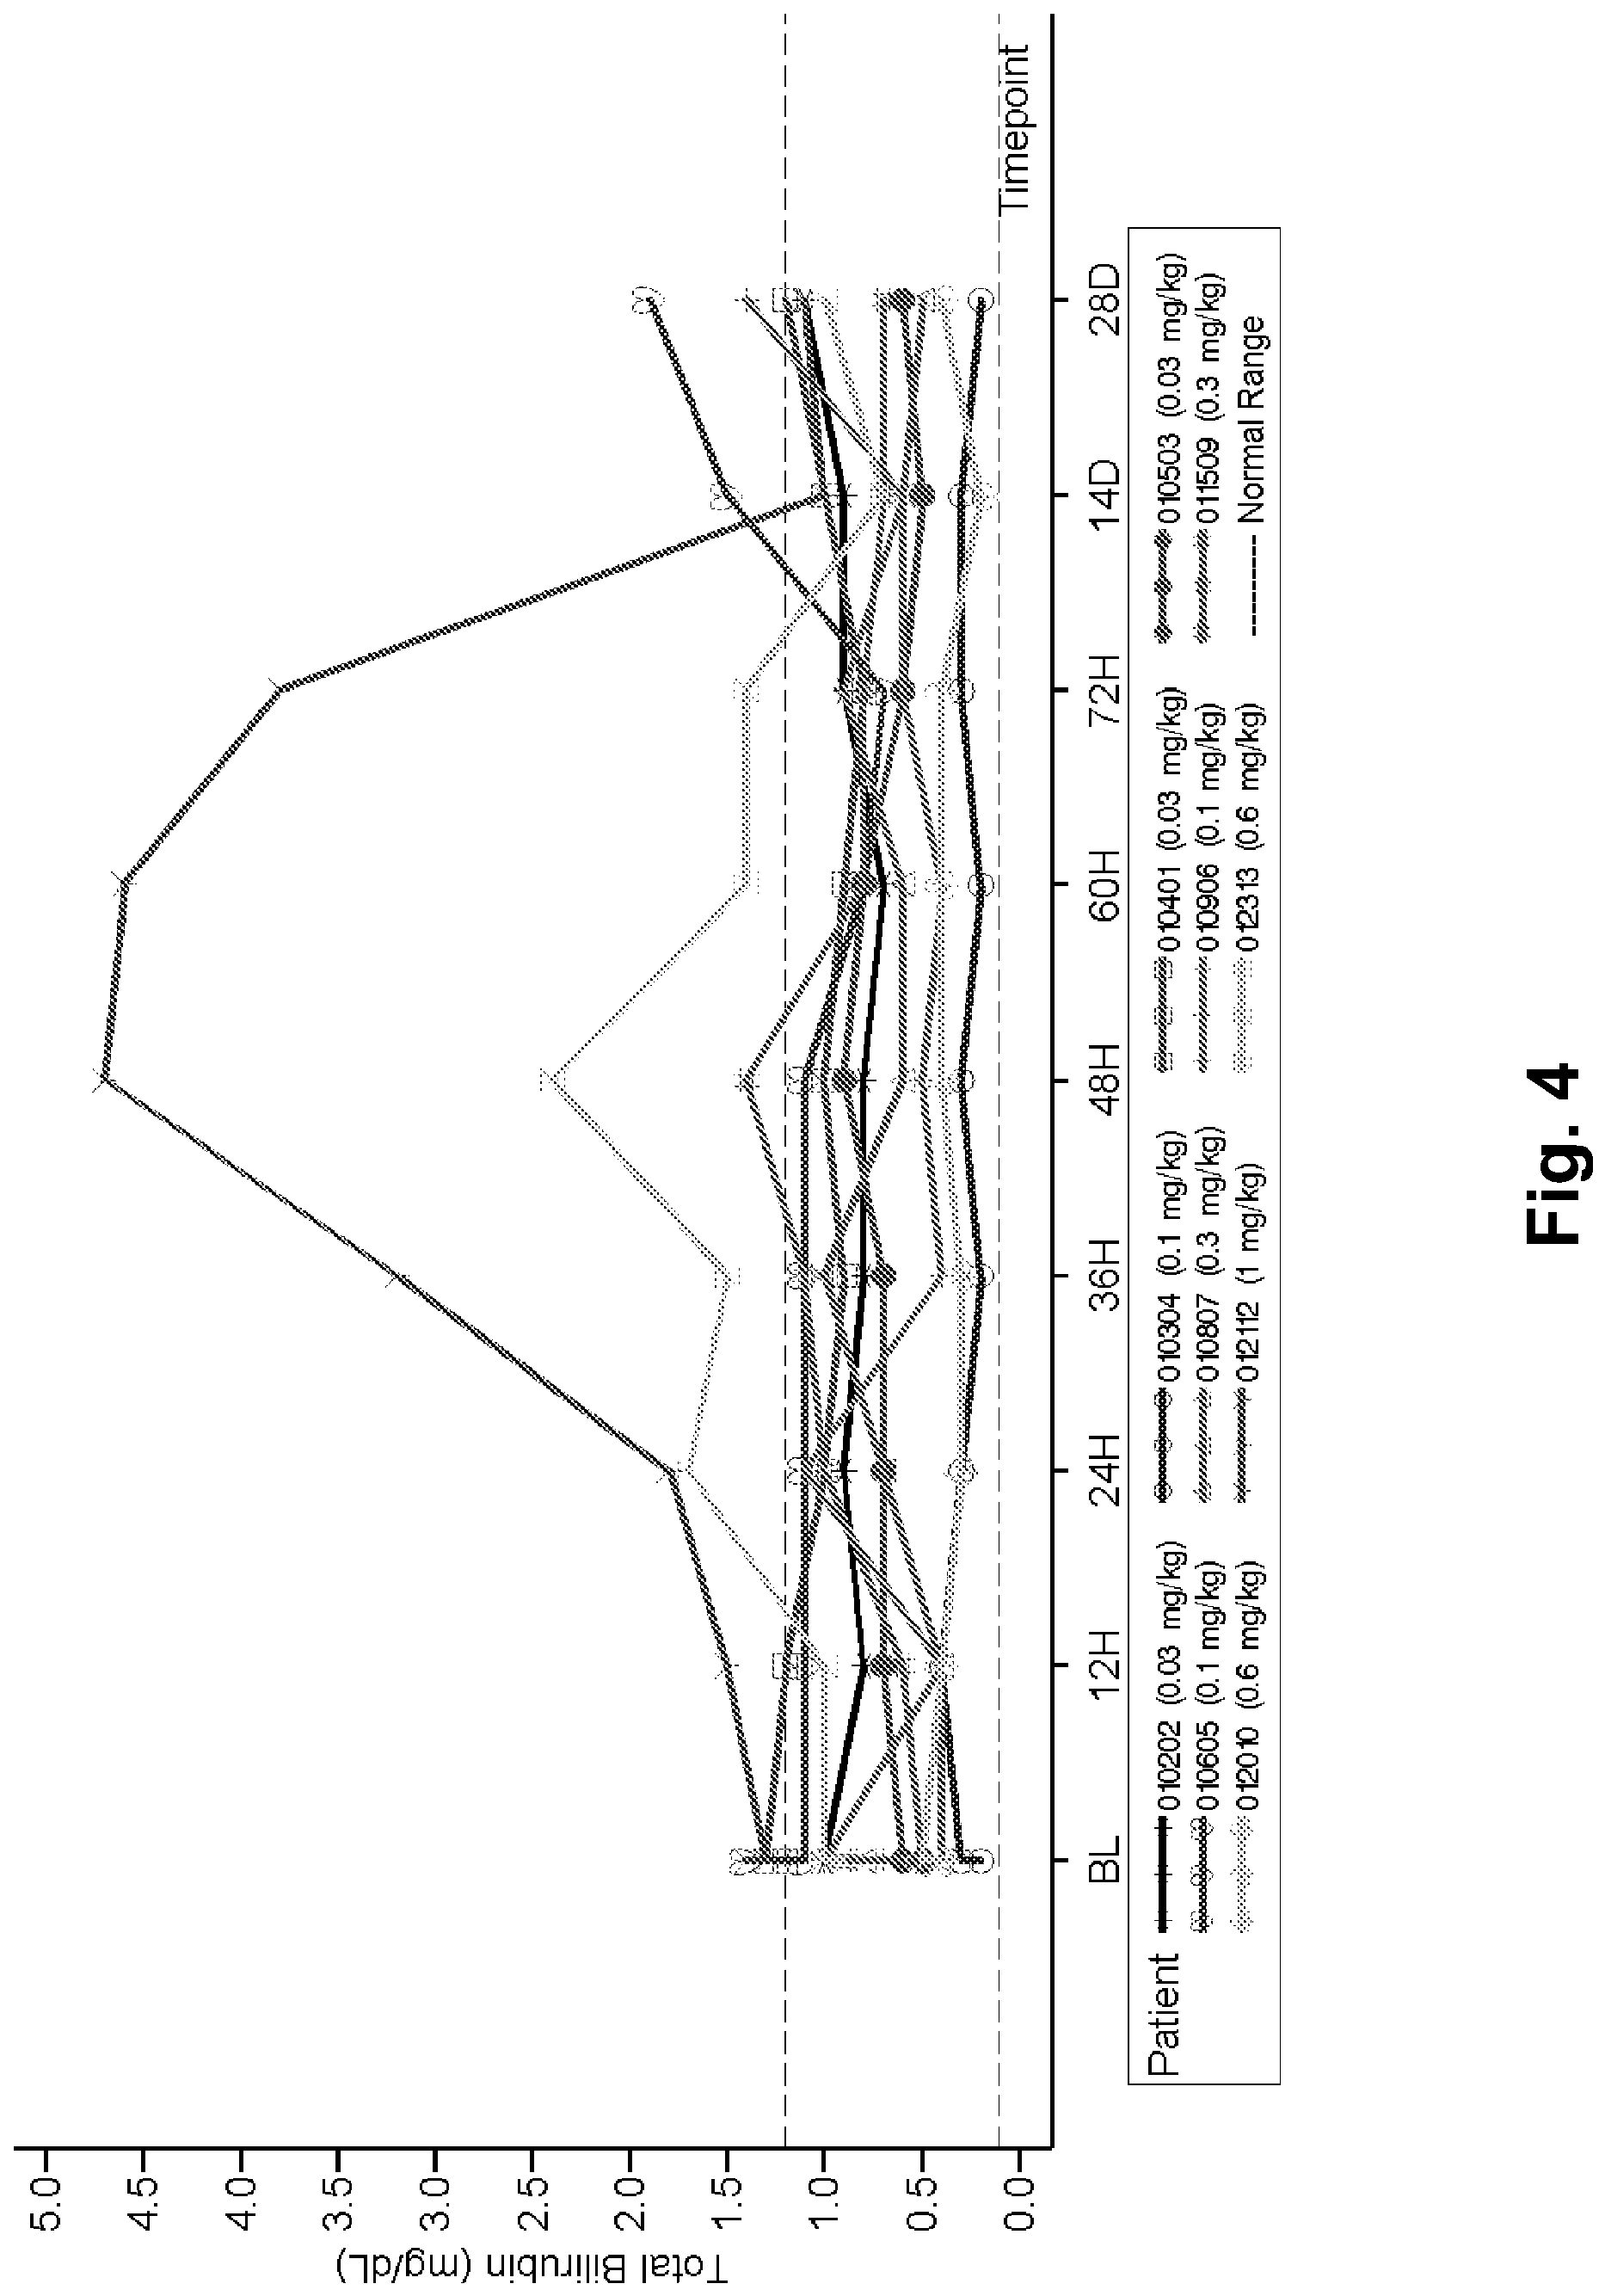 Total Bilirubin (mg/dL)
5.0
4.5
4.0
3.5
3.0
2.5
2.0
1.5
1.0
0.5
0.0
Timepoint
BL 12H 24H 36H 48H 60H 72H 14D 28D
Patient 010202 (0.03 mg/kg) 010304 (0.1 mg/kg) 010401 (0.03 mg/kg) 010503 (0.03 mg/kg)
010605 (0.1 mg/kg) 010807 (0.3 mg/kg) 010906 (0.1 mg/kg) 011509 (0.3 mg/kg)
012010 (0.6 mg/kg) 012112 (1 mg/kg) 012313 (0.6 mg/kg) Normal Range
Fig. 4